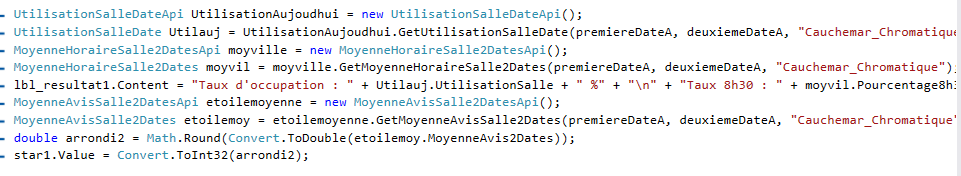 UtilisationSalleDateApi UtilisationAujoudhui = new UtilisationSalleDateApi();
UtilisationSalleDate Utilauj = UtilisationAujoudhui.GetUtilisationSalleDate(premiereDateA, deuxiemeDateA, "Cauchemar_Chromatique
MoyenneHoraireSalle2DatesApi moyville = new MoyenneHoraireSalle2DatesApi();
MoyenneHoraireSalle2Dates moyvil = moyville.GetMoyenneHoraireSalle2Dates(premiereDateA, deuxiemeDateA, "Cauchemar_Chromatique");
lbl_resultat1.Content = "Taux d'occupation : " + Utilauj.UtilisationSalle + " %" + "\n" + "Taux 8h30 : " + moyvil.Pourcentage8h3
MoyenneAvisSalle2DatesApi etoilemoyenne = new MoyenneAvisSalle2DatesApi();
MoyenneAvisSalle2Dates etoilemoy = etoilemoyenne.GetMoyenneAvisSalle2Dates(premiereDateA, deuxiemeDateA, "Cauchemar_Chromatique"
double arrondi2 = Math.Round(Convert.ToDouble(etoilemoy.MoyenneAvis2Dates));
star1.Value = Convert.ToInt32(arrondi2);